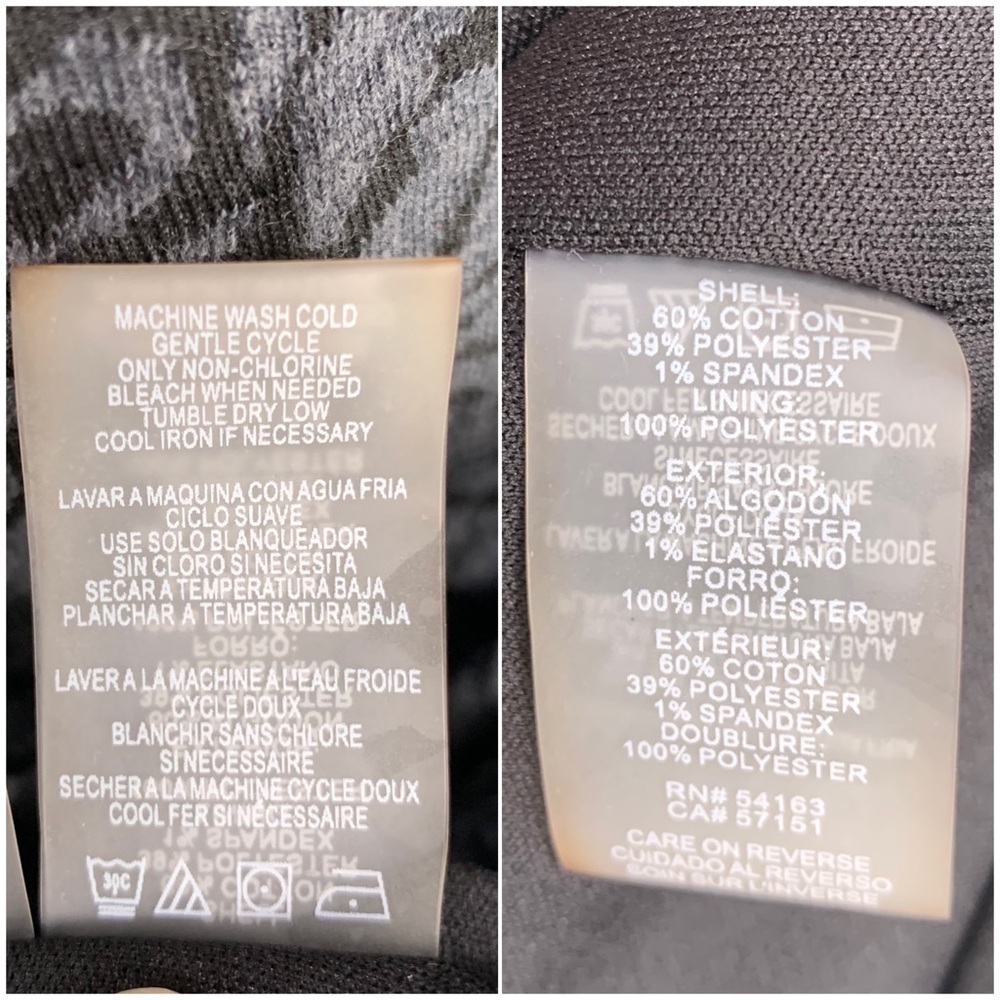 MACHINE WASH COLD
GENTLE CYCLE
ONLY NON-CHLORINE
BLEACH WHEN NEEDED
TUMBLE DRY LOW
COOL IRON IF NECESSARY
LAVAR A MAQUINA CON AGUA FRIA
CICLO SUAVE
USE SOLO BLANQUEADOR
SIN CLORO SI NECESITA
SECAR A TEMPERATURA BAJA
PLANCHAR A TEMPERATURA BAJA
LAVER A LA MACHINE A L'EAU FROIDE
CYCLE DOUX
BLANCHIR SANS CHLORE
SI NECESSAIRE
SECHER A LA MACHINE CYCLE DOUX
COOL FER SI NÉCESSAIRE
SHELL:
60% COTTON
39% POLYESTER
1% SPANDEX
LINING:
100% POLYESTER
EXTERIOR:
60% ALGODÓN
39% POLIÉSTER
1% ELASTANO
FORRO:
100% POLIÉSTER
EXTÉRIEUR:
60% COTON
39% POLYESTER
1% SPANDEX
DOUBLURE:
100% POLYESTER
RN# 54163
CA# 57151
CARE ON REVERSE
CUIDADO AL REVERSO
SOIN SUR L'INVERSE